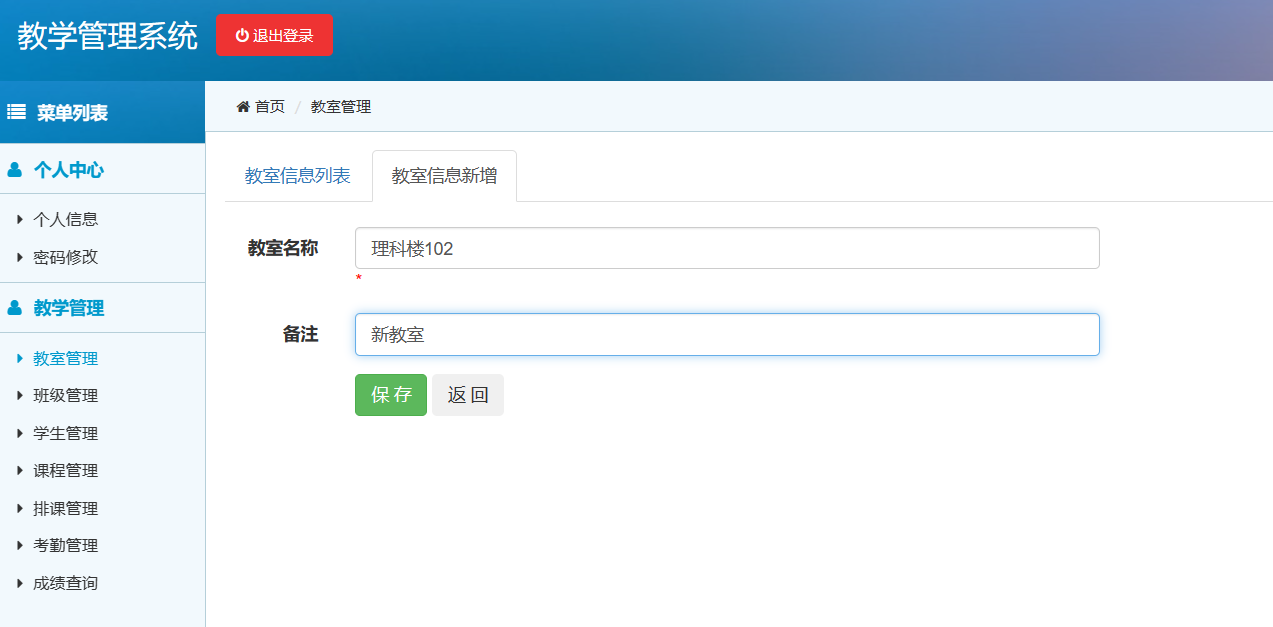 教学管理系统
退出登录
菜单列表
首页 / 教室管理
个人中心
个人信息
密码修改
教学管理
教室管理
班级管理
学生管理
课程管理
排课管理
考勤管理
成绩查询
教室信息列表
教室信息新增
教室名称
理科楼102
*
备注
新教室
保 存
返 回